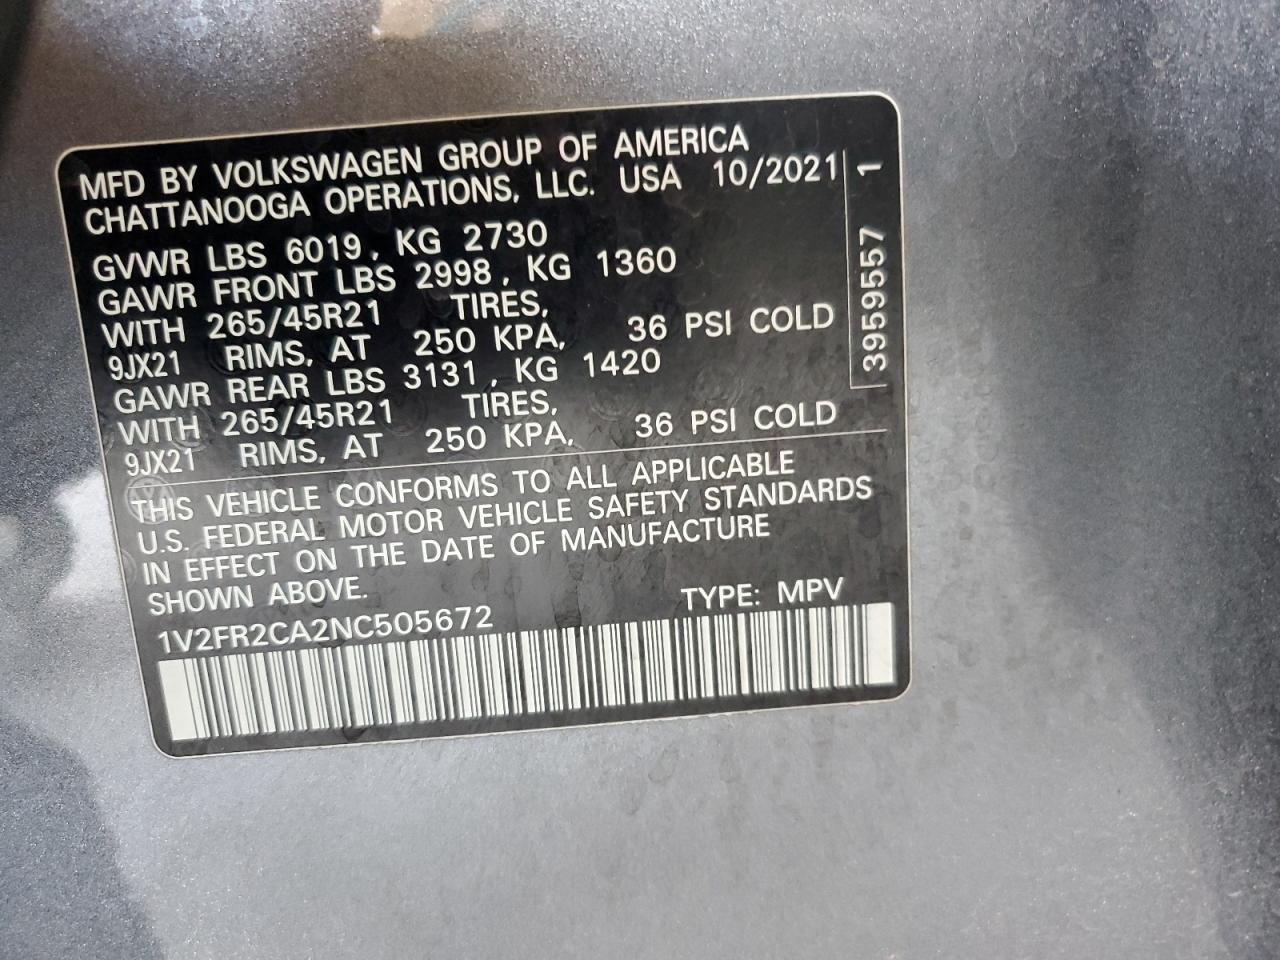 MFD BY VOLKSWAGEN GROUP OF AMERICA
CHATTANOOGA OPERATIONS, LLC. USA 10/2021
GVWR LBS 6019, KG 2730
GAWR FRONT LBS 2998, KG 1360
WITH 265/45R21 TIRES,
9JX21 RIMS, AT 250 KPA, 36 PSI COLD
GAWR REAR LBS 3131, KG 1420
WITH 265/45R21 TIRES,
9JX21 RIMS, AT 250 KPA, 36 PSI COLD
THIS VEHICLE CONFORMS TO ALL APPLICABLE
U.S. FEDERAL MOTOR VEHICLE SAFETY STANDARDS
IN EFFECT ON THE DATE OF MANUFACTURE
SHOWN ABOVE.
1V2FR2CA2NC505672 TYPE: MPV
3959557 1